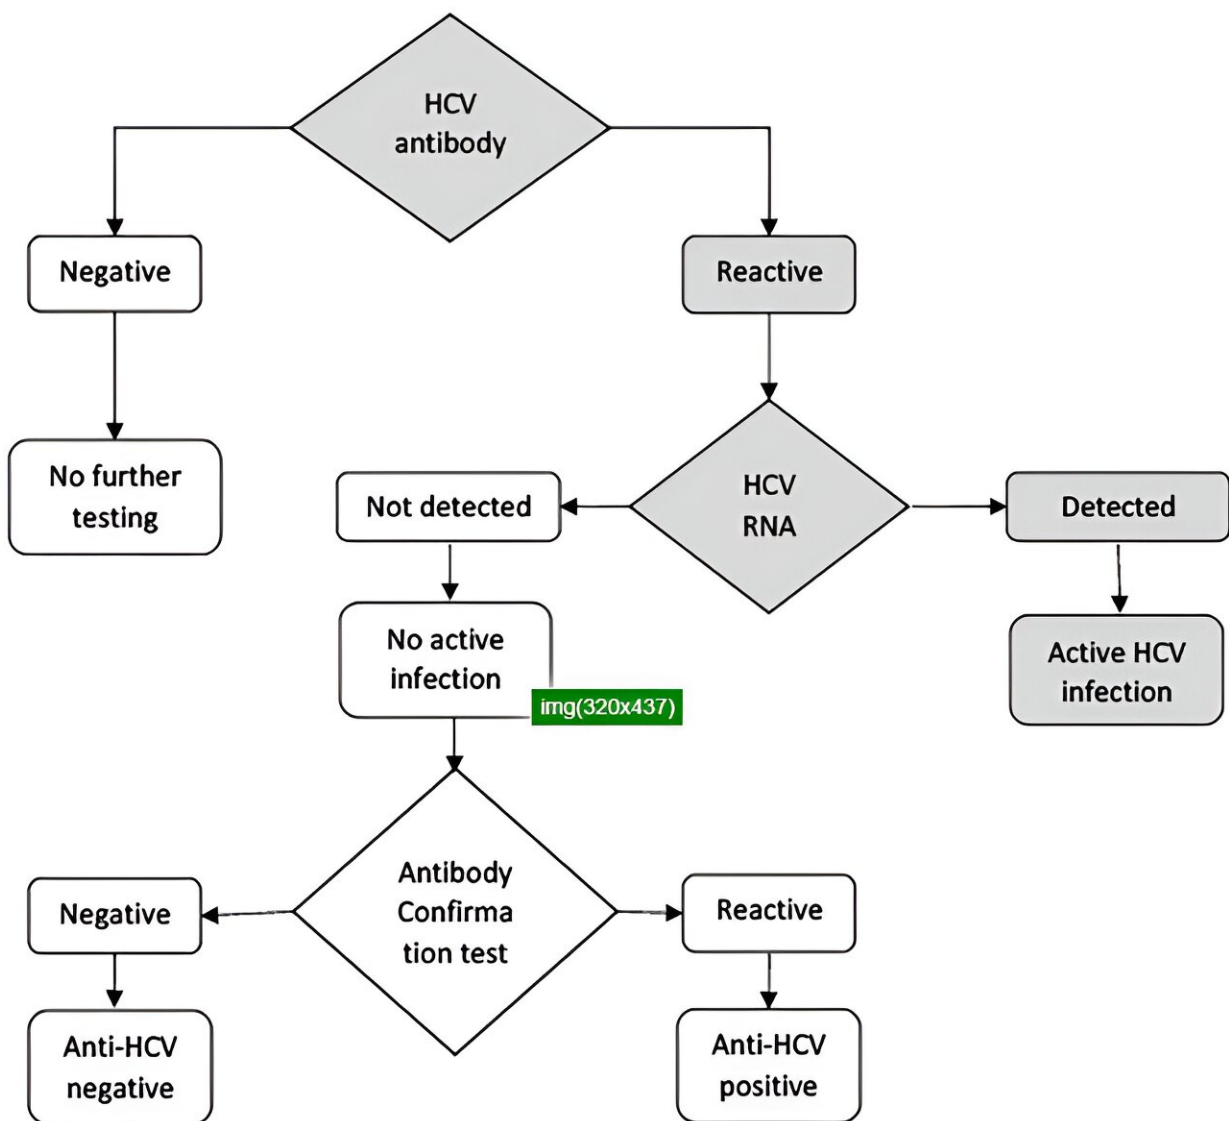 HCV
antibody
Negative
Reactive
No further
testing
Not detected
HCV
RNA
Detected
No active
infection
img(320x437)
Active HCV
infection
Negative
Antibody
Confirma
tion test
Reactive
Anti-HCV
negative
Anti-HCV
positive